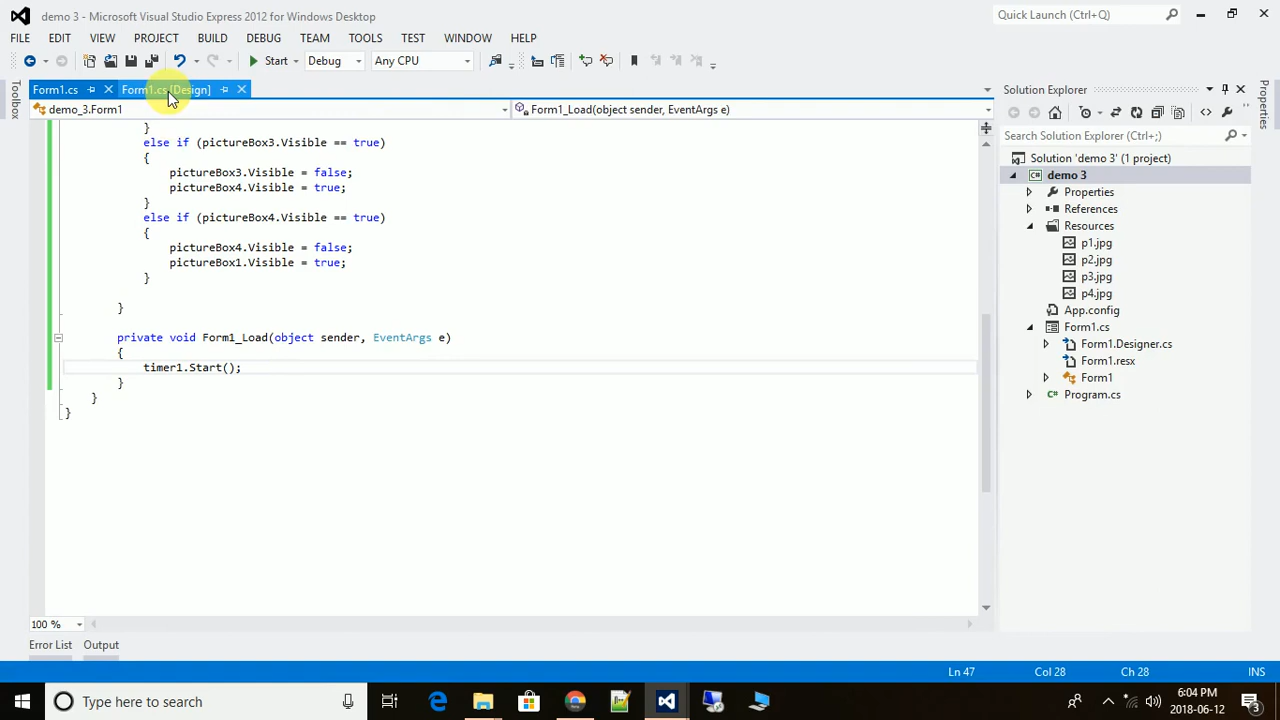 demo 3 - Microsoft Visual Studio Express 2012 for Windows Desktop
Quick Launch (Ctrl+Q)
FILE EDIT VIEW PROJECT BUILD DEBUG TEAM TOOLS TEST WINDOW HELP
Start Debug Any CPU
Toolbox
Form1.cs Form1.cs [Design]
demo_3.Form1 Form1_Load(object sender, EventArgs e)
}
else if (pictureBox3.Visible == true)
{
pictureBox3.Visible = false;
pictureBox4.Visible = true;
}
else if (pictureBox4.Visible == true)
{
pictureBox4.Visible = false;
pictureBox1.Visible = true;
}
}
private void Form1_Load(object sender, EventArgs e)
{
timer1.Start();
}
}
}
100 %
Solution Explorer
Search Solution Explorer (Ctrl+;)
Solution 'demo 3' (1 project)
C# demo 3
Properties
References
Resources
p1.jpg
p2.jpg
p3.jpg
p4.jpg
App.config
Form1.cs
Form1.Designer.cs
Form1.resx
Form1
C# Program.cs
Properties
Error List Output
Ln 47 Col 28 Ch 28 INS
Type here to search
6:04 PM
2018-06-12
3